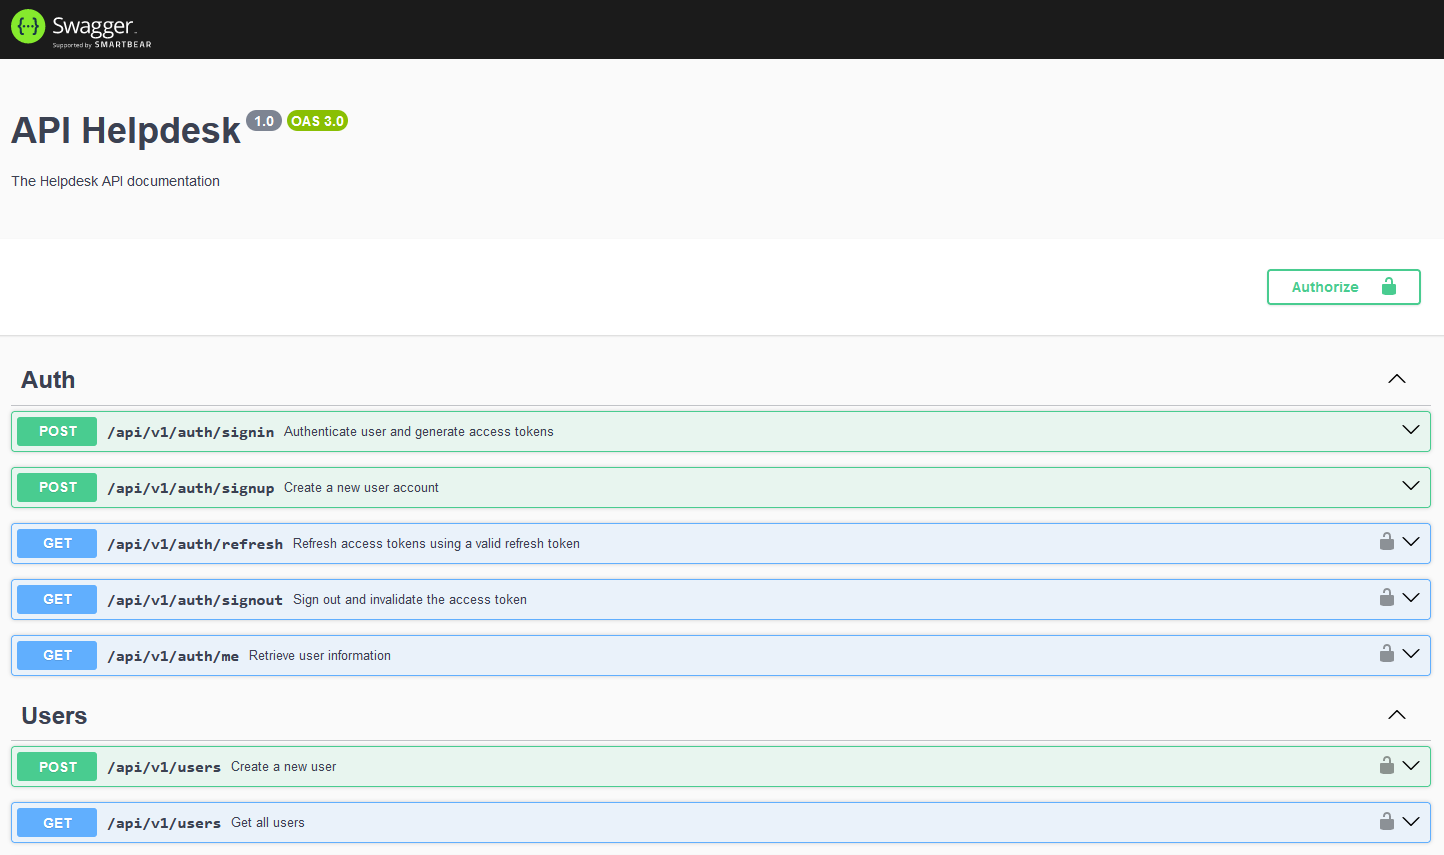 Swagger
Supported by SMARTBEAR
API Helpdesk 1.0 OAS 3.0
The Helpdesk API documentation
Authorize
Auth
POST /api/v1/auth/signin Authenticate user and generate access tokens
POST /api/v1/auth/signup Create a new user account
GET /api/v1/auth/refresh Refresh access tokens using a valid refresh token
GET /api/v1/auth/signout Sign out and invalidate the access token
GET /api/v1/auth/me Retrieve user information
Users
POST /api/v1/users Create a new user
GET /api/v1/users Get all users